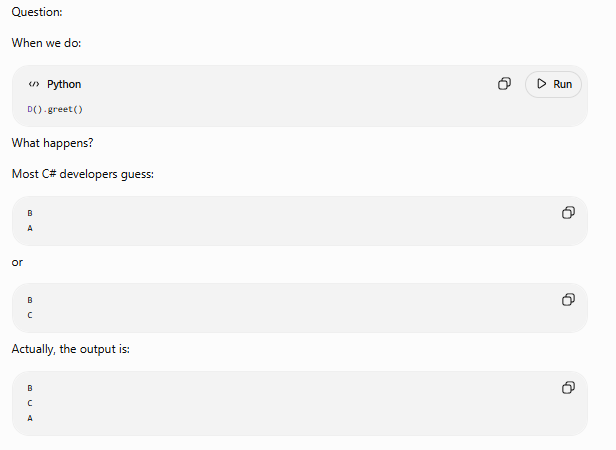 Question:
When we do:
Python
Run
D().greet()
What happens?
Most C# developers guess:
B
A
or
B
C
Actually, the output is:
B
C
A